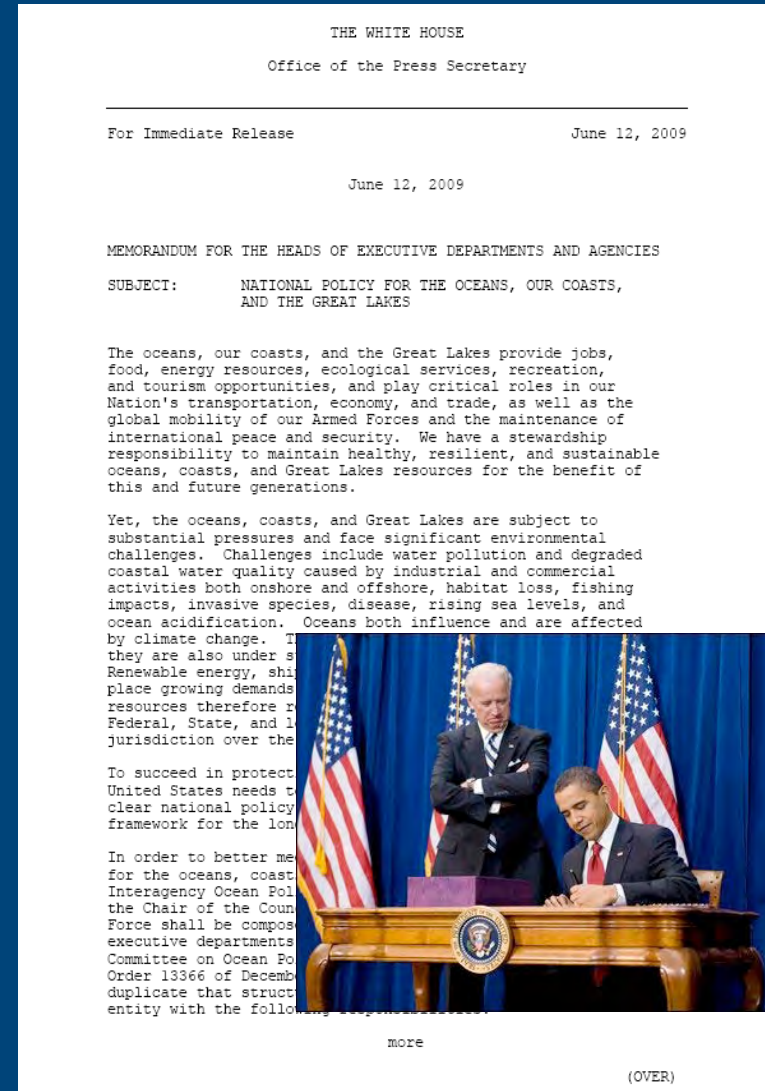 THE WHITE HOUSE
Office of the Press Secretary
For Immediate Release June 12, 2009
June 12, 2009
MEMORANDUM FOR THE HEADS OF EXECUTIVE DEPARTMENTS AND AGENCIES
SUBJECT: NATIONAL POLICY FOR THE OCEANS, OUR COASTS,
AND THE GREAT LAKES
The oceans, our coasts, and the Great Lakes provide jobs,
food, energy resources, ecological services, recreation,
and tourism opportunities, and play critical roles in our
Nation's transportation, economy, and trade, as well as the
global mobility of our Armed Forces and the maintenance of
international peace and security. We have a stewardship
responsibility to maintain healthy, resilient, and sustainable
oceans, coasts, and Great Lakes resources for the benefit of
this and future generations.
Yet, the oceans, coasts, and Great Lakes are subject to
substantial pressures and face significant environmental
challenges. Challenges include water pollution and degraded
coastal water quality caused by industrial and commercial
activities both onshore and offshore, habitat loss, fishing
impacts, invasive species, disease, rising sea levels, and
ocean acidification. Oceans both influence and are affected
by climate change.
they are also under
Renewable energy,
place growing demands
resources therefore
Federal, State, and
jurisdiction over the
To succeed in
United States needs
clear national policy
framework for the
In order to better
for the oceans,
Interagency Ocean
the Chair of the
Force shall be
executive departments
Committee on Ocean
Order 13366 of
duplicate that
entity with the
more
(OVER)